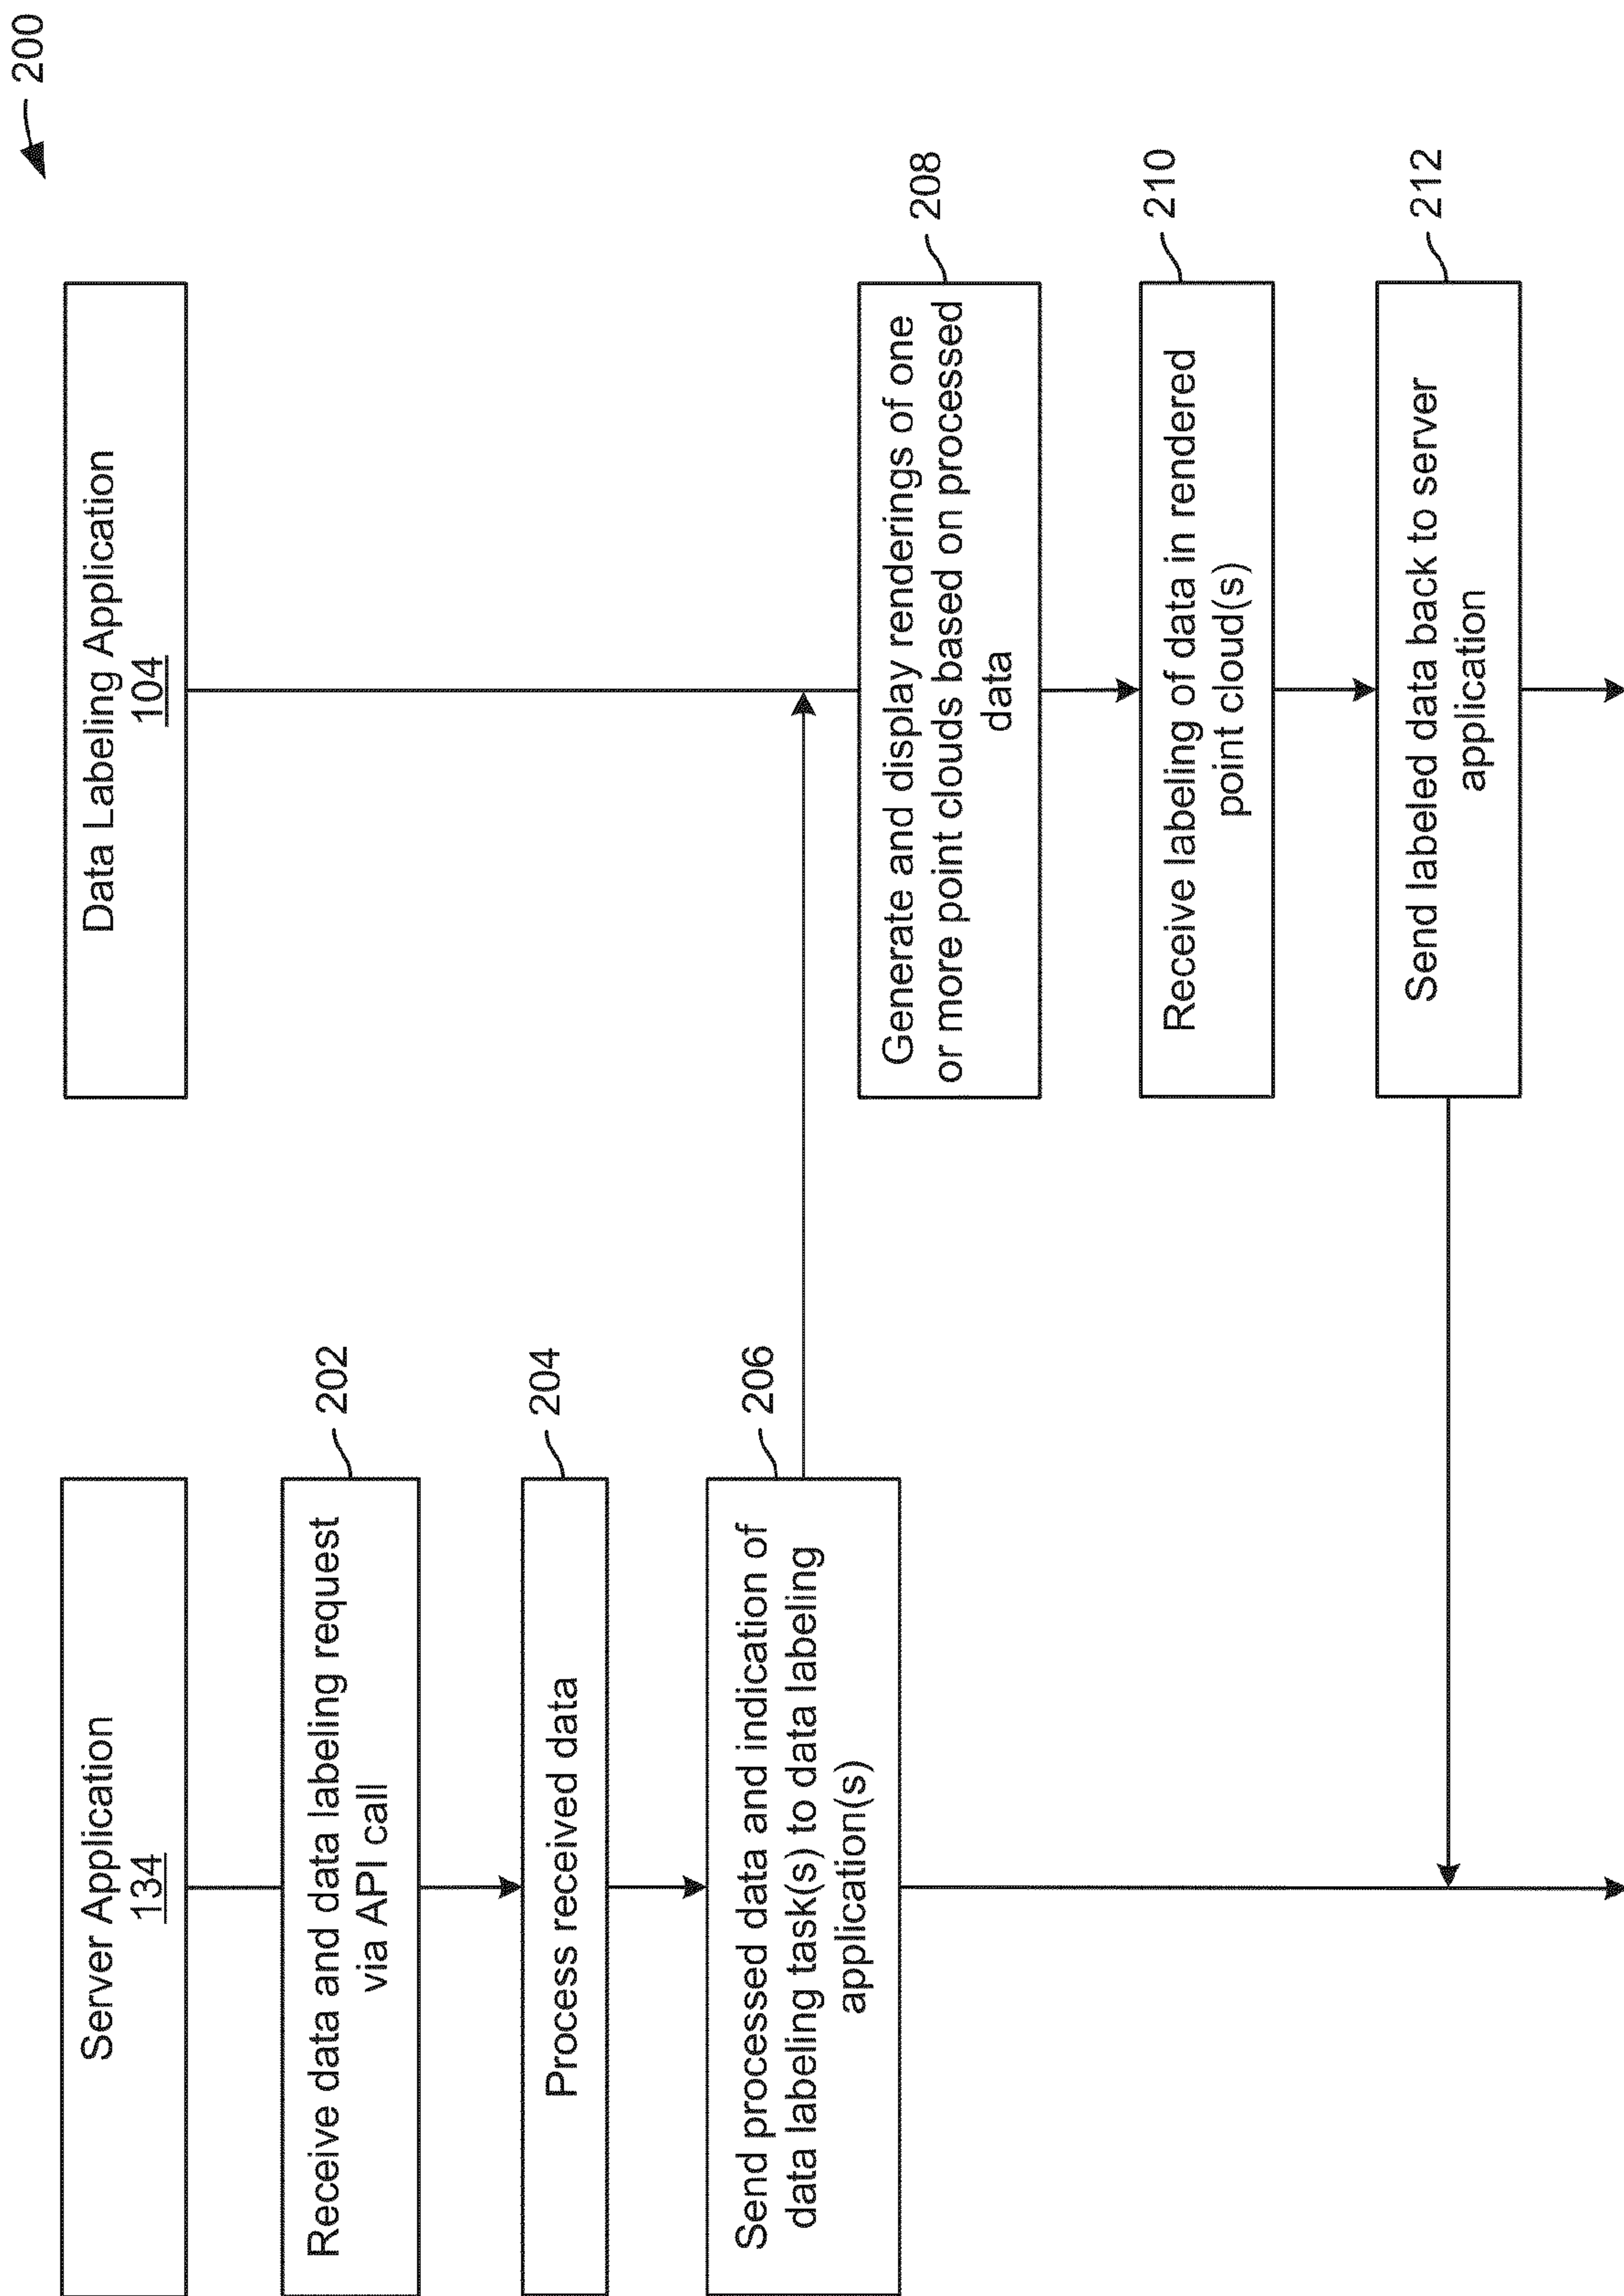 200
Server Application
134
Receive data and data labeling request
via API call
202
Process received data
204
Send processed data and indication of
data labeling task(s) to data labeling
application(s)
206
Data Labeling Application
104
Generate and display renderings of one
or more point clouds based on processed
data
208
Receive labeling of data in rendered
point cloud(s)
210
Send labeled data back to server
application
212